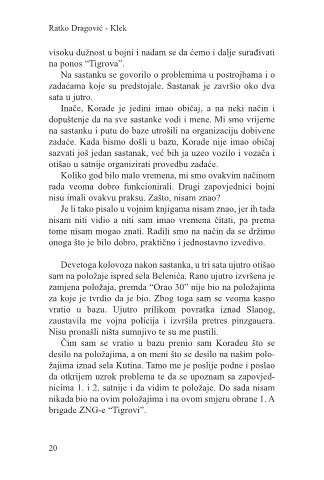 Ratko Dragović - Klek
visoku dužnost u bojni i nadam se da ćemo i dalje surađivati
na ponos “Tigrova”.
Na sastanku se govorilo o problemima u postrojbama i o
zadaćama koje su predstojale. Sastanak je završio oko dva
sata u jutro.
Inače, Korade je jedini imao običaj, a na neki način i
dopuštenje da na sve sastanke vodi i mene. Mi smo vrijeme
na sastanku i putu do baze utrošili na organizaciju dobivene
zadaće. Kada bismo došli u bazu, Korade nije imao običaj
sazvati još jedan sastanak, već bih ja uzeo vozilo i vozača i
otišao u satnije organizirati provedbu zadaće.
Koliko god bilo malo vremena, mi smo ovakvim načinom
rada veoma dobro funkcionirali. Drugi zapovjednici bojni
nisu imali ovakvu praksu. Zašto, nisam znao?
Je li tako pisalo u vojnim knjigama nisam znao, jer ih tada
nisam niti vidio a niti sam imao vremena čitati, pa prema
tome nisam mogao znati. Radili smo na način da se držimo
onoga što je bilo dobro, praktično i jednostavno izvedivo.
Devetoga kolovoza nakon sastanka, u tri sata ujutro otišao
sam na položaje ispred sela Belenića. Rano ujutro izvršena je
zamjena položaja, premda “Orao 30” nije bio na položajima
za koje je tvrdio da je bio. Zbog toga sam se veoma kasno
vratio u bazu. Ujutro prilikom povratka iznad Slanog,
zaustavila me vojna policija i izvršila pretres pinzgauera.
Nisu pronašli ništa sumnjivo te su me pustili.
Čim sam se vratio u bazu prenio sam Koradeu što se
desilo na položajima, a on meni što se desilo na našim polo-
žajima iznad sela Kutina. Tamo me je poslije podne i poslao
da otkrijem uzrok problema te da se upoznam sa zapovjed-
nicima 1. i 2. satnije i da vidim te položaje. Do sada nisam
nikada bio na ovim položajima i na ovom smjeru obrane 1. A
brigade ZNG-e “Tigrovi”.
20